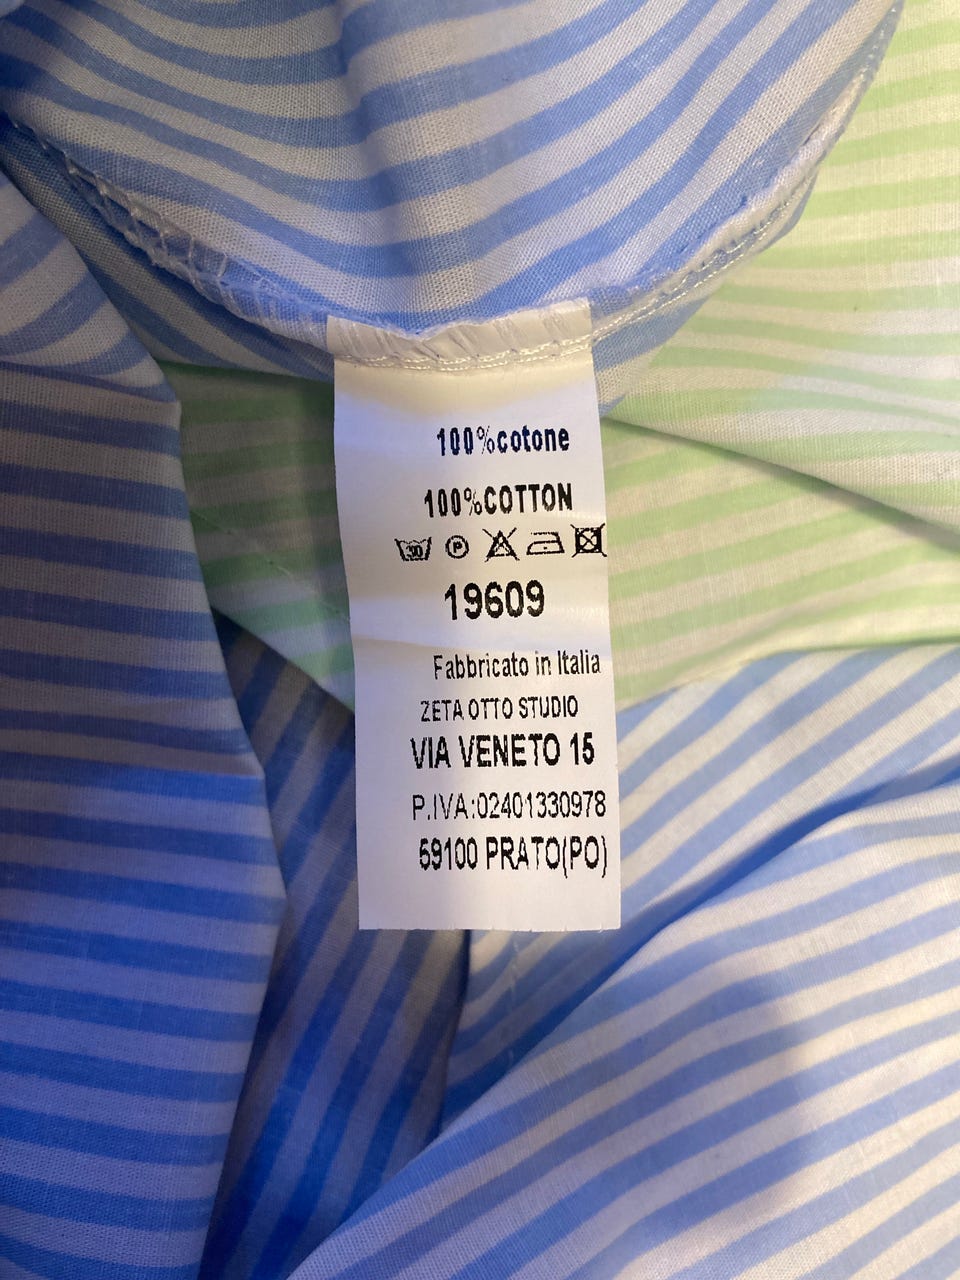 100%cotone
100%COTTON
30 P
19609
Fabbricato in Italia
ZETA OTTO STUDIO
VIA VENETO 15
P.IVA:02401330978
59100 PRATO(PO)